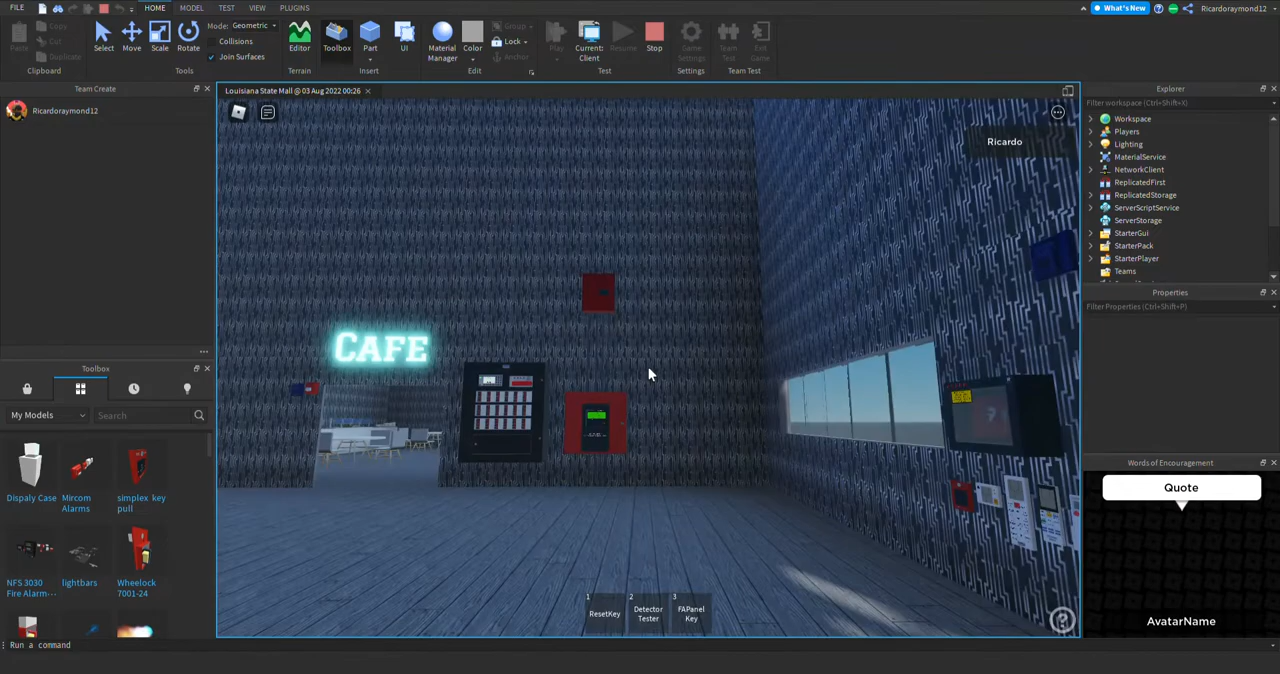 FILE
HOME
MODEL
TEST
VIEW
PLUGINS
What's New
Ricardoraymond12
Paste
Copy
Cut
Duplicate
Clipboard
Select
Move
Scale
Rotate
Mode: Geometric
Collisions
Join Surfaces
Tools
Editor
Terrain
Toolbox
Part
UI
Insert
Material
Manager
Color
Group
Lock
Anchor
Edit
Play
Current:
Client
Resume
Stop
Test
Game
Settings
Settings
Team
Test
Exit
Game
Team Test
Team Create
Ricardoraymond12
Toolbox
My Models
Search
Dispaly Case
Mircom
Alarms
simplex key
pull
NFS 3030
Fire Alarm...
lightbars
Wheelock
7001-24
Run a command
Louisiana State Mall @ 03 Aug 2022 00:26
Ricardo
CAFE
1
ResetKey
2
Detector
Tester
3
FAPanel
Key
Explorer
Filter workspace (Ctrl+Shift+X)
Workspace
Players
Lighting
MaterialService
NetworkClient
ReplicatedFirst
ReplicatedStorage
ServerScriptService
ServerStorage
StarterGui
StarterPack
StarterPlayer
Teams
Properties
Filter Properties (Ctrl+Shift+P)
Words of Encouragement
Quote
AvatarName